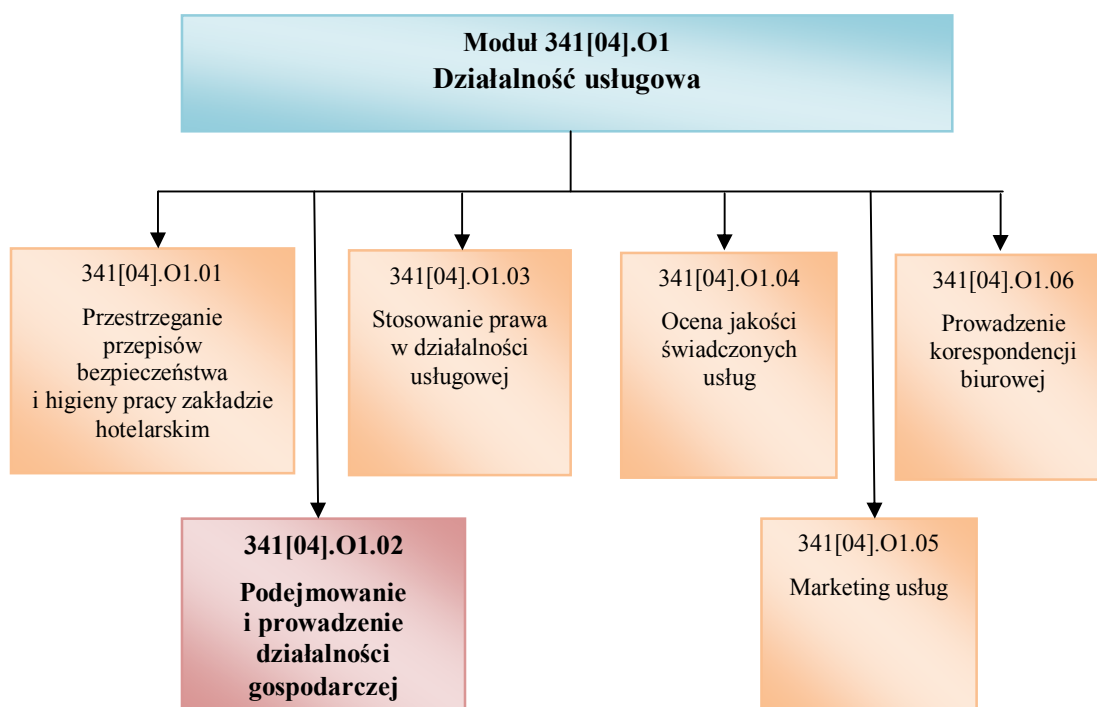 Moduł 341[04].O1
Działalność usługowa
341[04].O1.01
Przestrzeganie
przepisów
bezpieczeństwa
i higieny pracy zakładzie
hotelarskim
341[04].O1.03
Stosowanie prawa
w działalności
usługowej
341[04].O1.04
Ocena jakości
świadczonych
usług
341[04].O1.06
Prowadzenie
korespondencji
biurowej
341[04].O1.02
Podejmowanie
i prowadzenie
działalności
gospodarczej
341[04].O1.05
Marketing usług